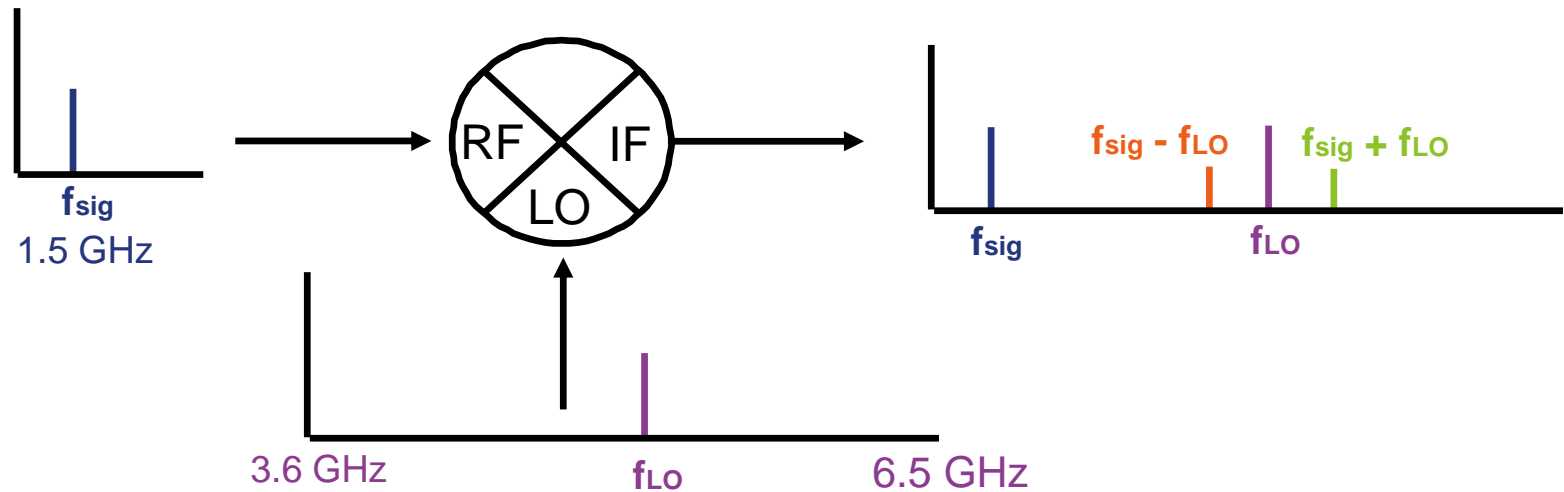 fsig
1.5 GHz
RF
IF
LO
3.6 GHz
fLO
6.5 GHz
fsig - fLO
fsig + fLO
fsig
fLO